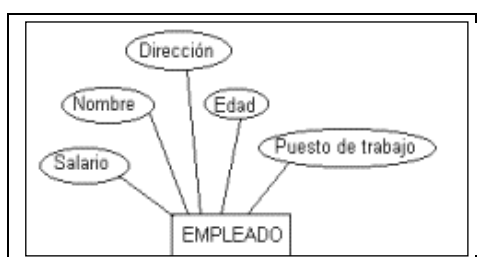 Dirección
Nombre
Edad
Salario
Puesto de trabajo
EMPLEADO